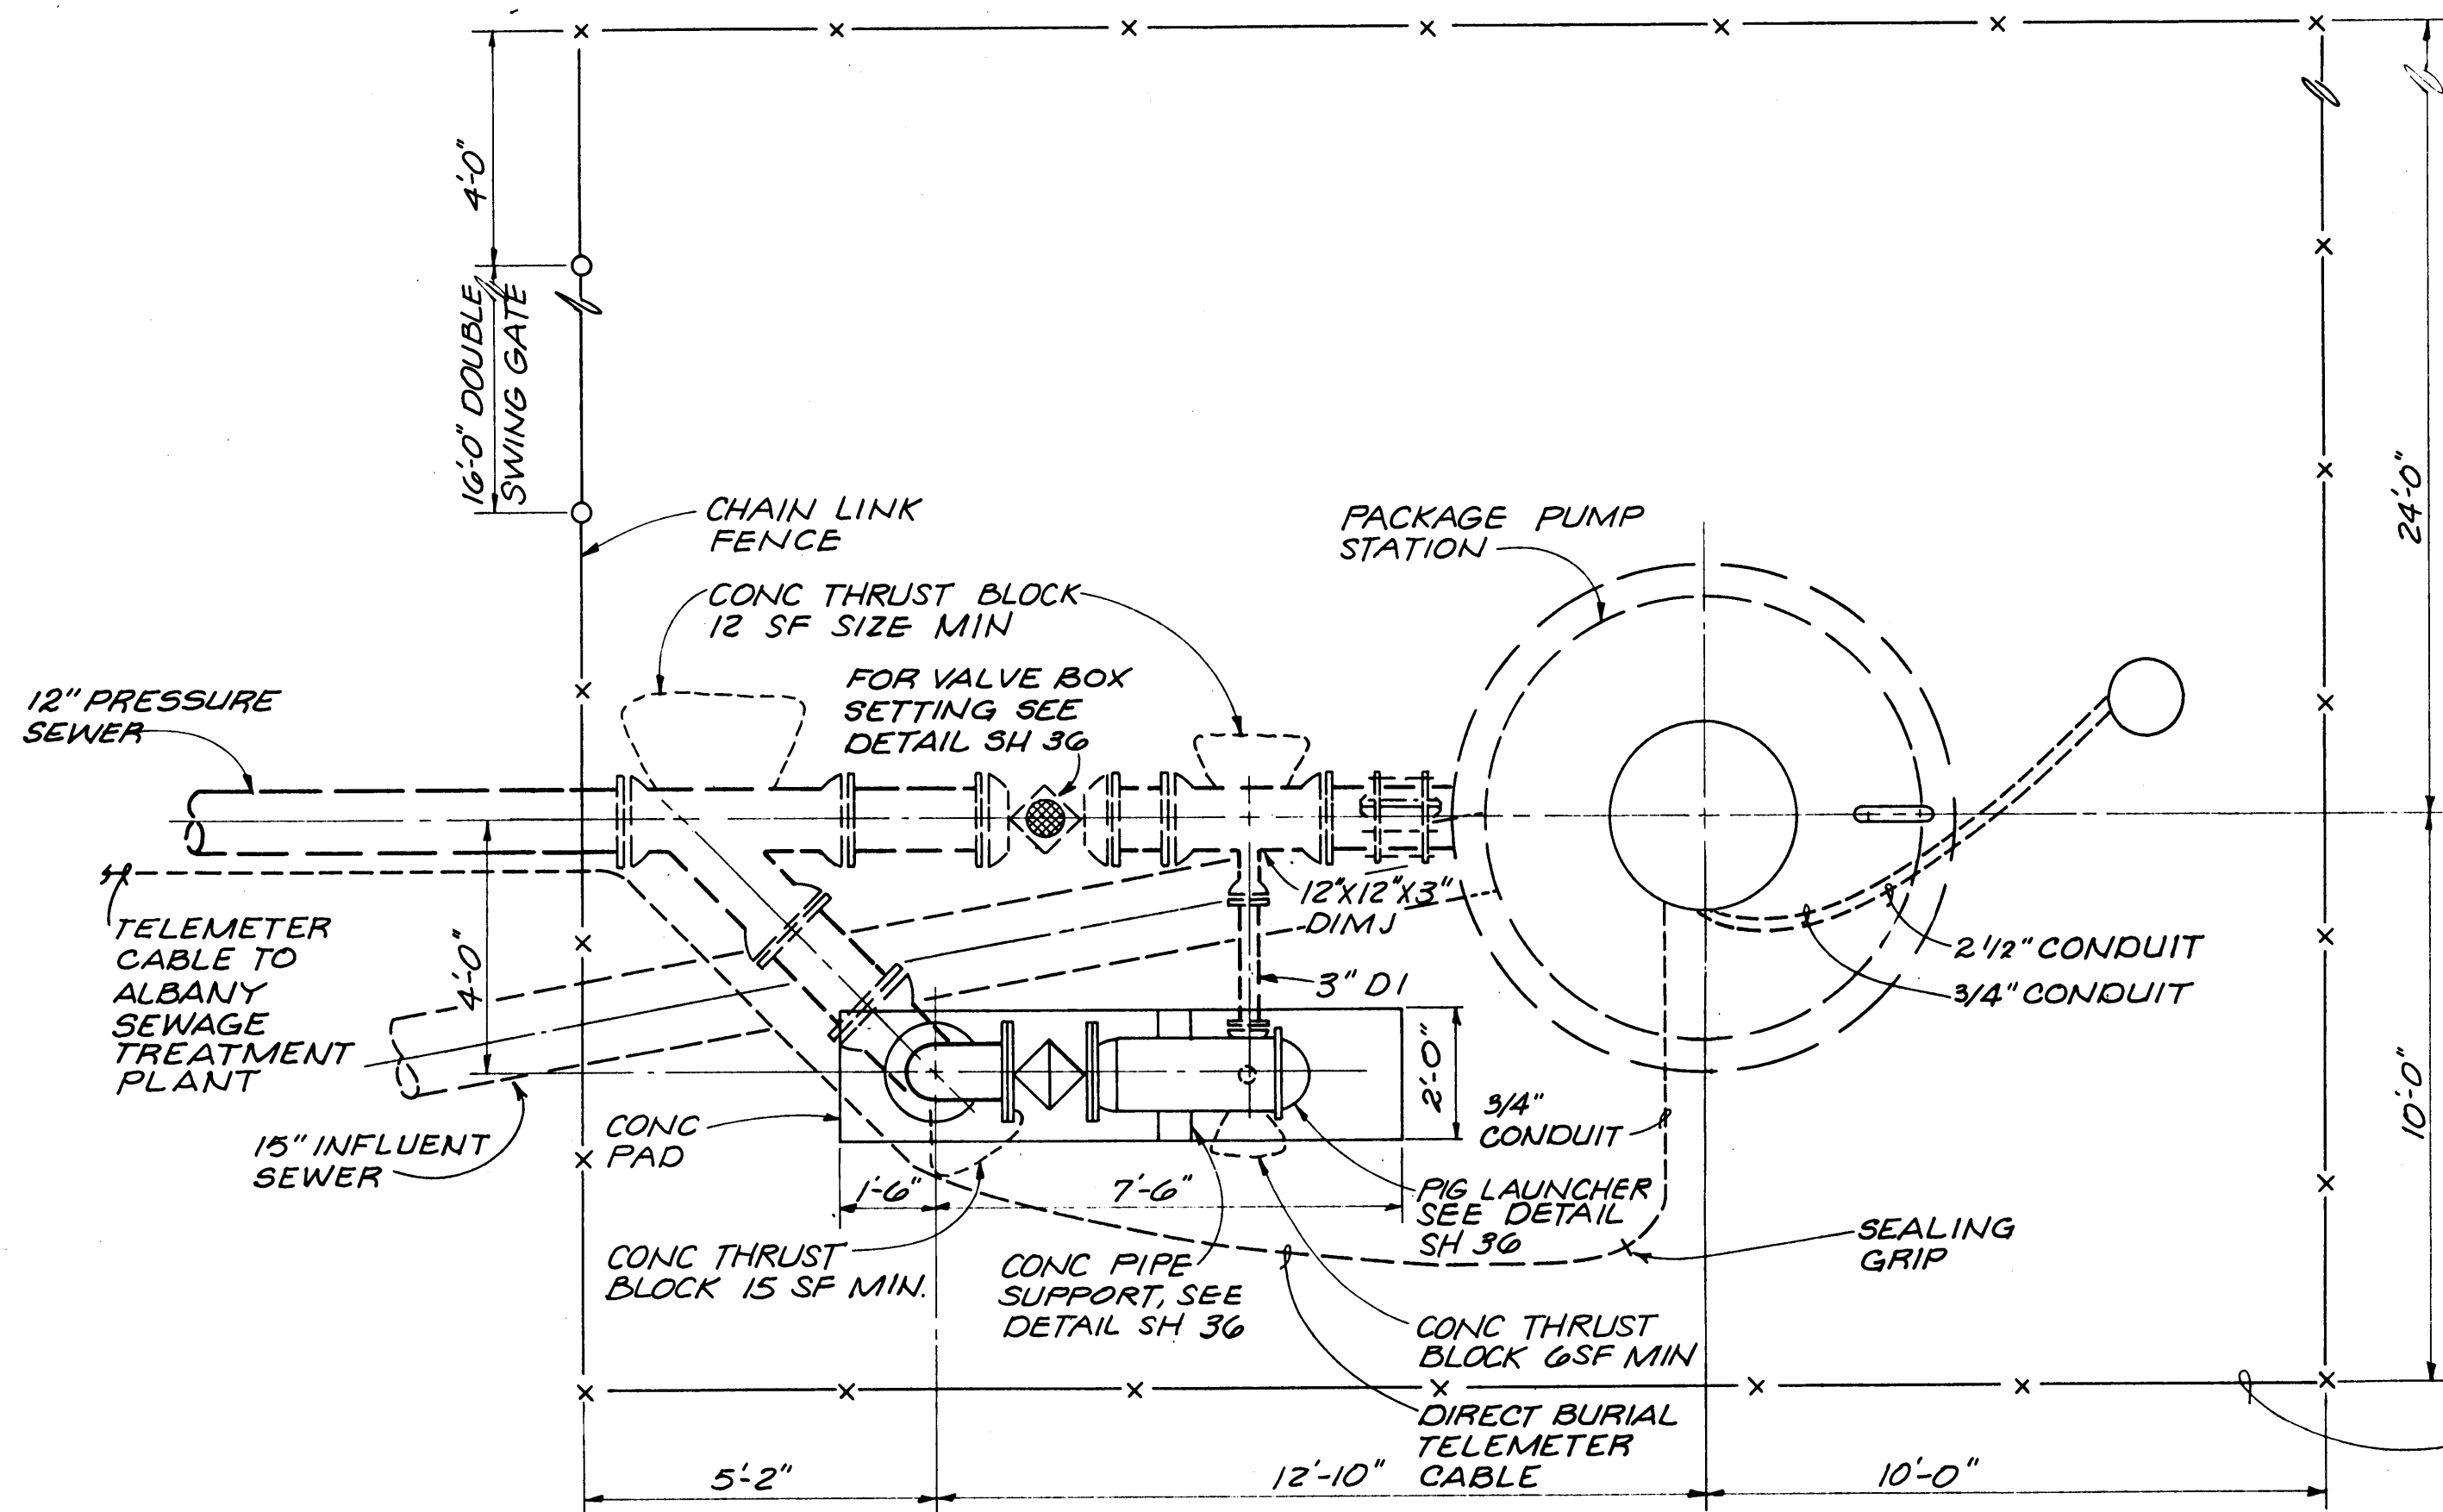 4'-0"
16'-0" DOUBLE
SWING GATE
24'-0"
CHAIN LINK
FENCE
PACKAGE PUMP
STATION
CONC THRUST BLOCK
12 SF SIZE MIN
FOR VALVE BOX
SETTING SEE
DETAIL SH 36
12" PRESSURE
SEWER
12"X12"X3"
DIMJ
TELEMETER
CABLE TO
ALBANY
SEWAGE
TREATMENT
PLANT
4'-0"
2 1/2" CONDUIT
3/4" CONDUIT
3" DI
2'-0"
10'-0"
15" INFLUENT
SEWER
CONC
PAD
3/4"
CONDUIT
1'-6"
7'-6"
PIG LAUNCHER
SEE DETAIL
SH 36
SEALING
GRIP
CONC THRUST
BLOCK 15 SF MIN.
CONC PIPE
SUPPORT, SEE
DETAIL SH 36
CONC THRUST
BLOCK 6SF MIN
DIRECT BURIAL
TELEMETER
CABLE
5'-2"
12'-10"
10'-0"